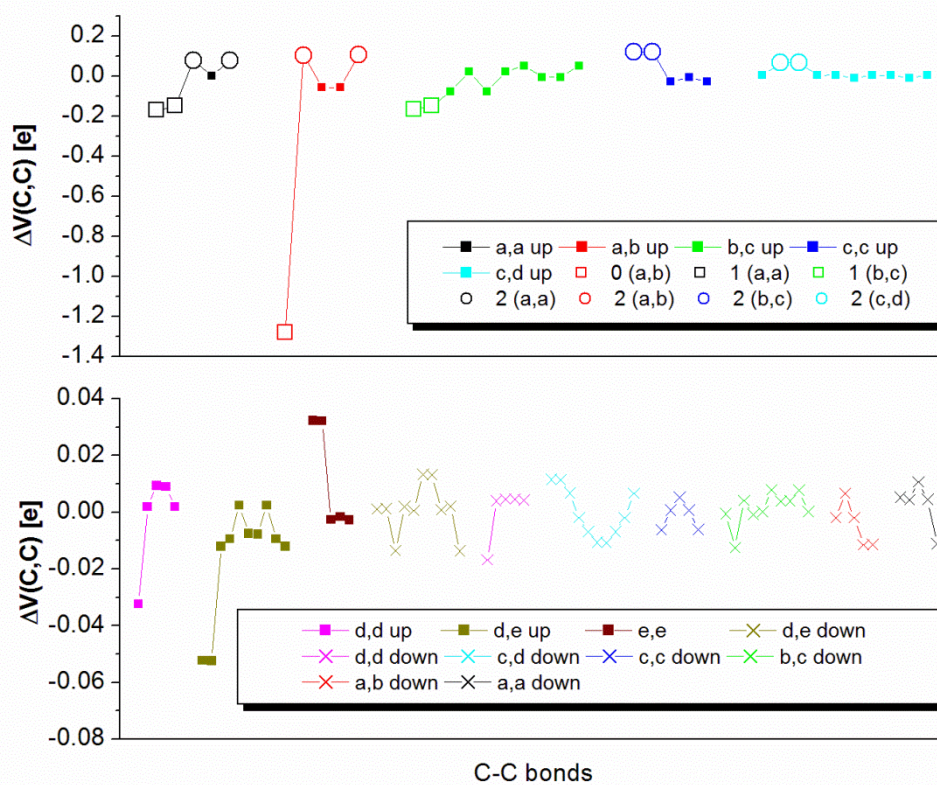 0.2
0.0
-0.2
-0.4
-0.6
-0.8
-1.0
-1.2
-1.4
ΔV(C,C) [e]
a,a up a,b up b,c up c,c up
c,d up 0 (a,b) 1 (a,a) 1 (b,c)
2 (a,a) 2 (a,b) 2 (b,c) 2 (c,d)
0.04
0.02
0.00
-0.02
-0.04
-0.06
-0.08
ΔV(C,C) [e]
d,d up d,e up e,e d,e down
d,d down c,d down c,c down b,c down
a,b down a,a down
C-C bonds